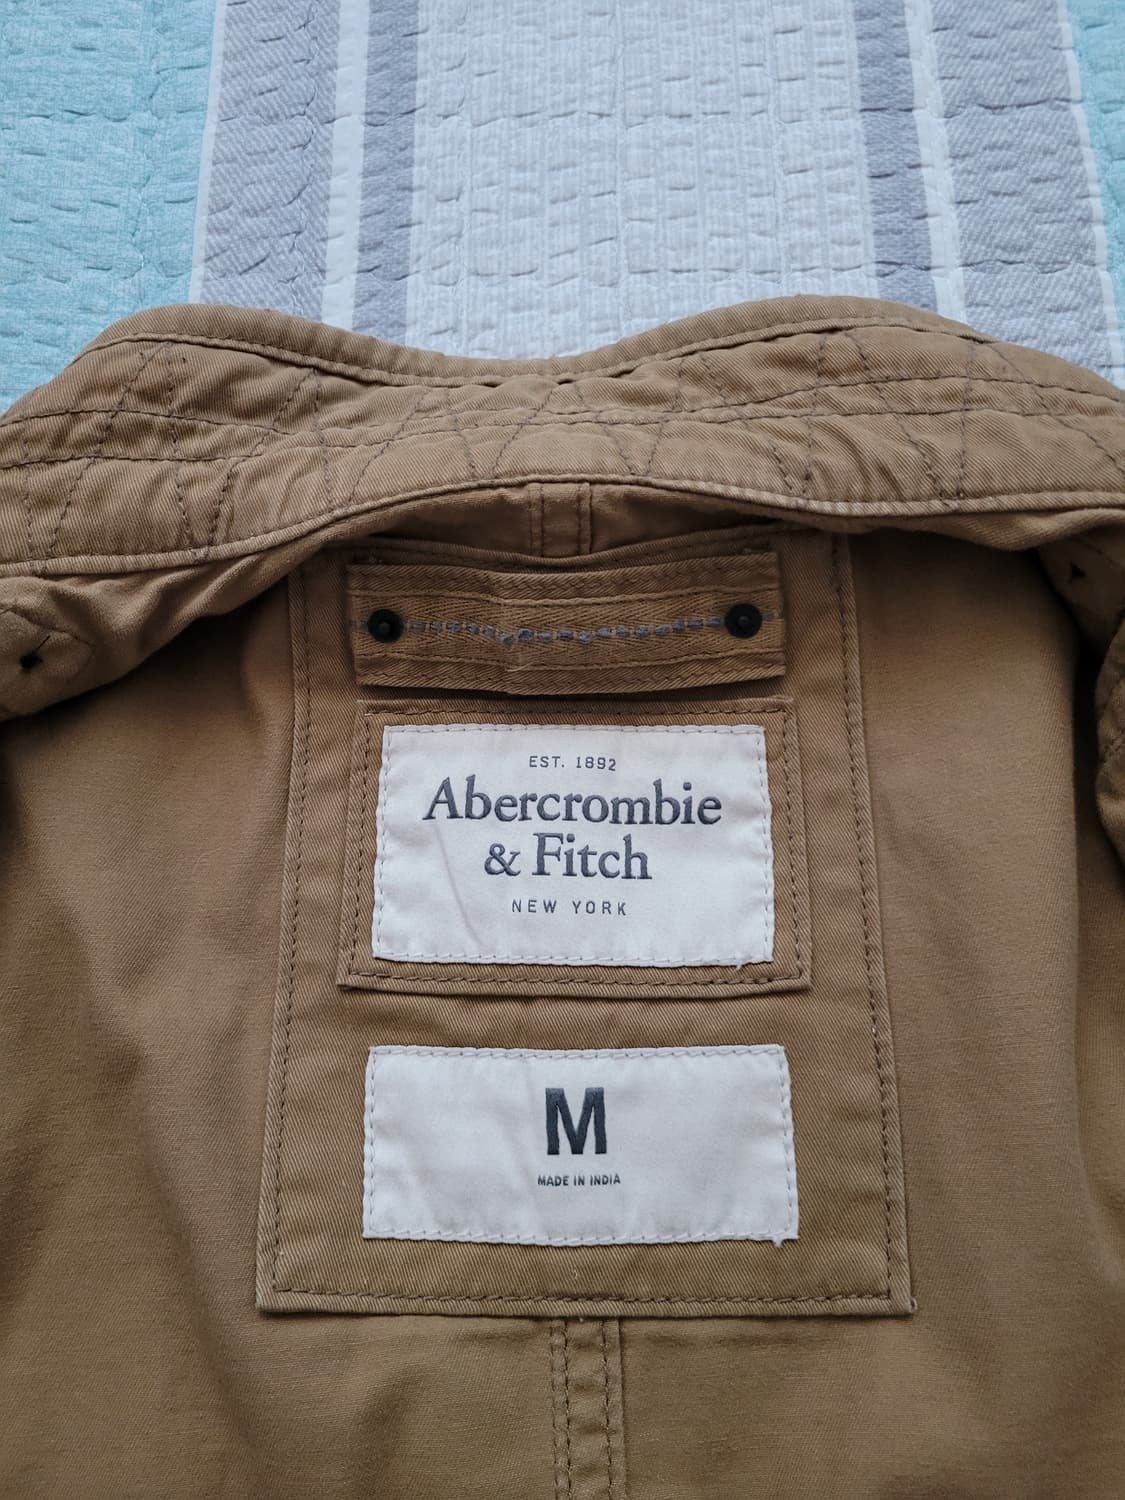 EST. 1892
Abercrombie
& Fitch
NEW YORK
M
MADE IN INDIA